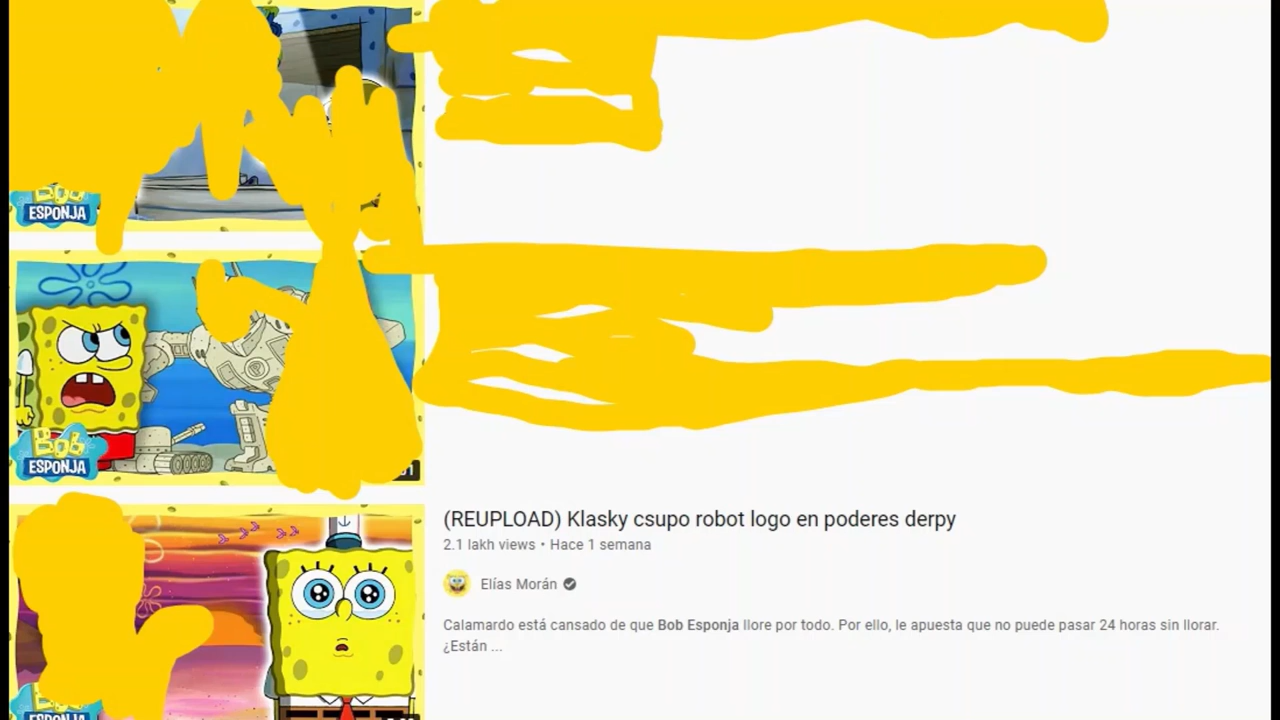 Bob
ESPONJA
Bob
ESPONJA
(REUPLOAD) Klasky csupo robot logo en poderes derpy
2.1 lakh views • Hace 1 semana
Elías Morán
Calamardo está cansado de que Bob Esponja llore por todo. Por ello, le apuesta que no puede pasar 24 horas sin llorar.
¿Están ...
ESPONJA